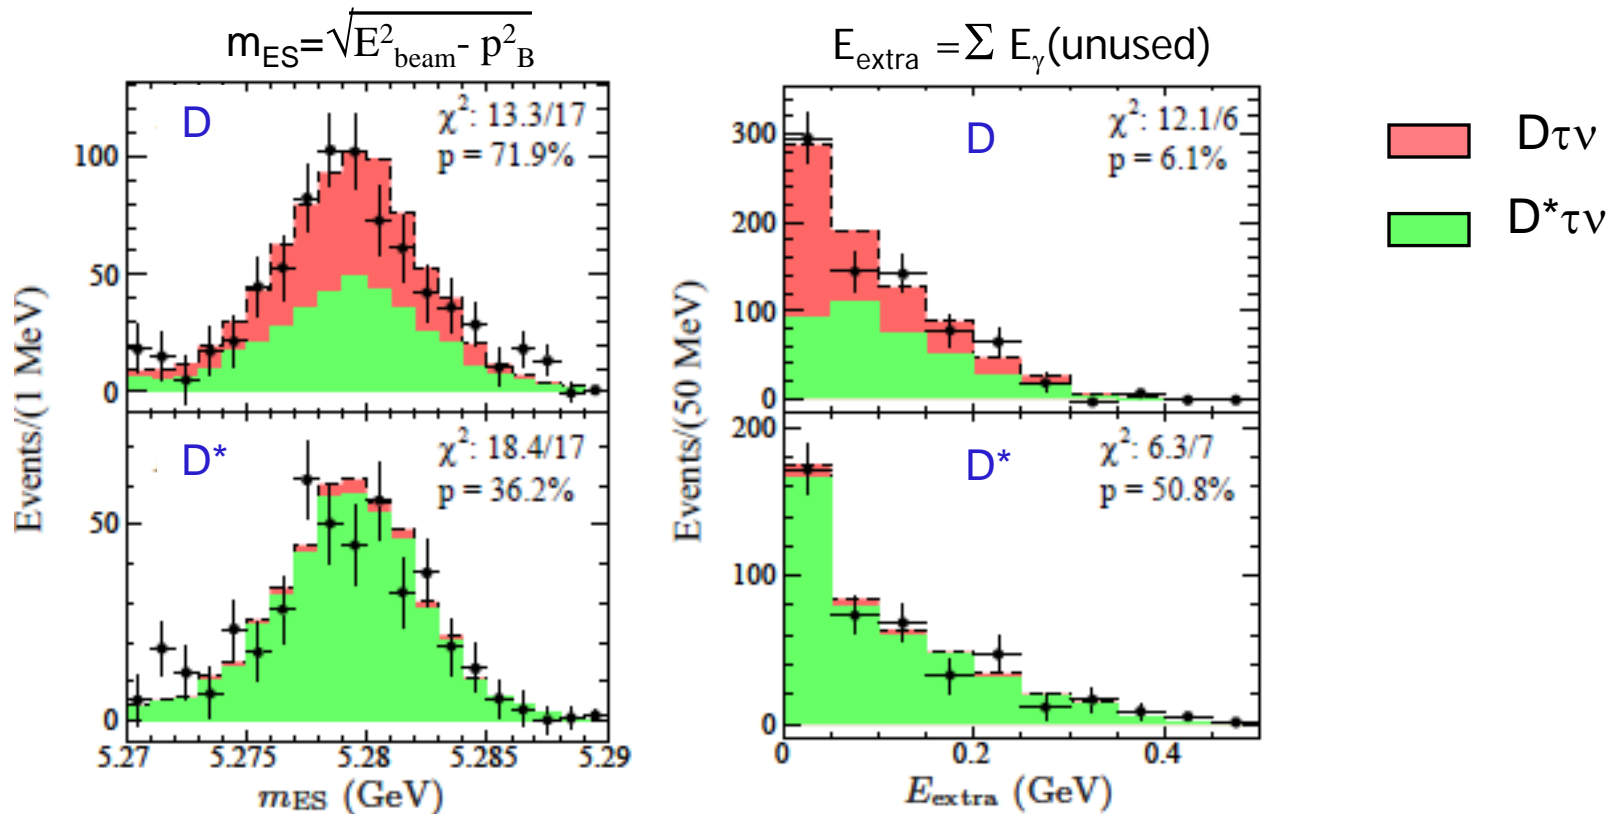 m_ES=√E²_beam- p²_B
E_extra = Σ E_γ(unused)
D
χ²: 13.3/17
p = 71.9%
100
50
0
D*
χ²: 18.4/17
p = 36.2%
50
0
Events/(1 MeV)
5.27 5.275 5.28 5.285 5.29
m_ES (GeV)
D
χ²: 12.1/6
p = 6.1%
300
200
100
0
D*
χ²: 6.3/7
p = 50.8%
200
100
0
Events/(50 MeV)
0 0.2 0.4
E_extra (GeV)
Dτν
D*τν